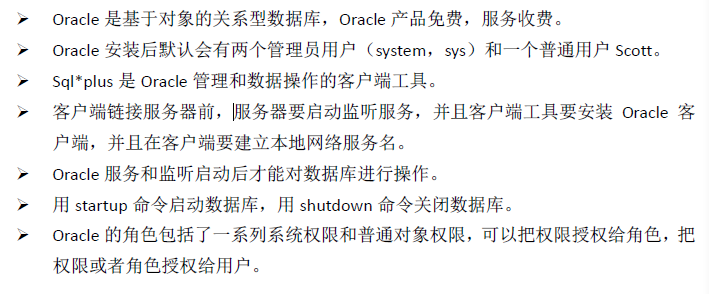 ➢ Oracle 是基于对象的关系型数据库，Oracle 产品免费，服务收费。
➢ Oracle 安装后默认会有两个管理员用户（system，sys）和一个普通用户 Scott。
➢ Sql*plus 是 Oracle 管理和数据操作的客户端工具。
➢ 客户端链接服务器前，服务器要启动监听服务，并且客户端工具要安装 Oracle 客
户端，并且在客户端要建立本地网络服务名。
➢ Oracle 服务和监听启动后才能对数据库进行操作。
➢ 用 startup 命令启动数据库，用 shutdown 命令关闭数据库。
➢ Oracle 的角色包括了一系列系统权限和普通对象权限，可以把权限授权给角色，把
权限或者角色授权给用户。